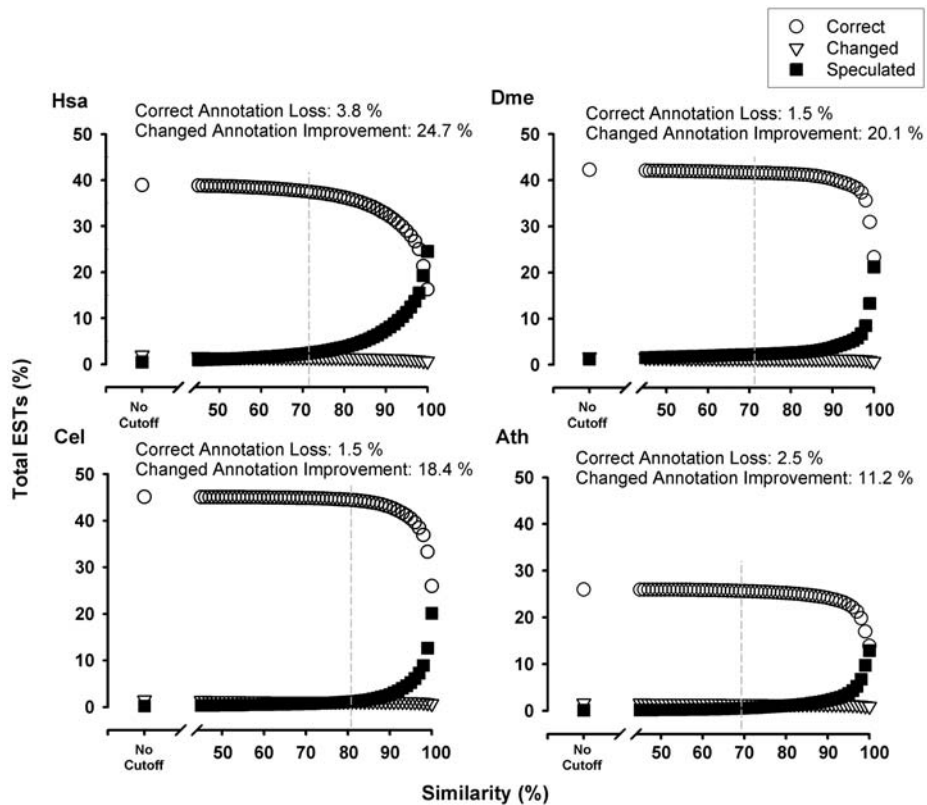 Correct
Changed
Speculated
Hsa
Correct Annotation Loss: 3.8 %
Changed Annotation Improvement: 24.7 %
50
40
30
20
10
0
No
Cutoff
50 60 70 80 90 100
Dme
Correct Annotation Loss: 1.5 %
Changed Annotation Improvement: 20.1 %
50
40
30
20
10
0
No
Cutoff
50 60 70 80 90 100
Total ESTs (%)
Cel
Correct Annotation Loss: 1.5 %
Changed Annotation Improvement: 18.4 %
50
40
30
20
10
0
No
Cutoff
50 60 70 80 90 100
Ath
Correct Annotation Loss: 2.5 %
Changed Annotation Improvement: 11.2 %
50
40
30
20
10
0
No
Cutoff
50 60 70 80 90 100
Similarity (%)